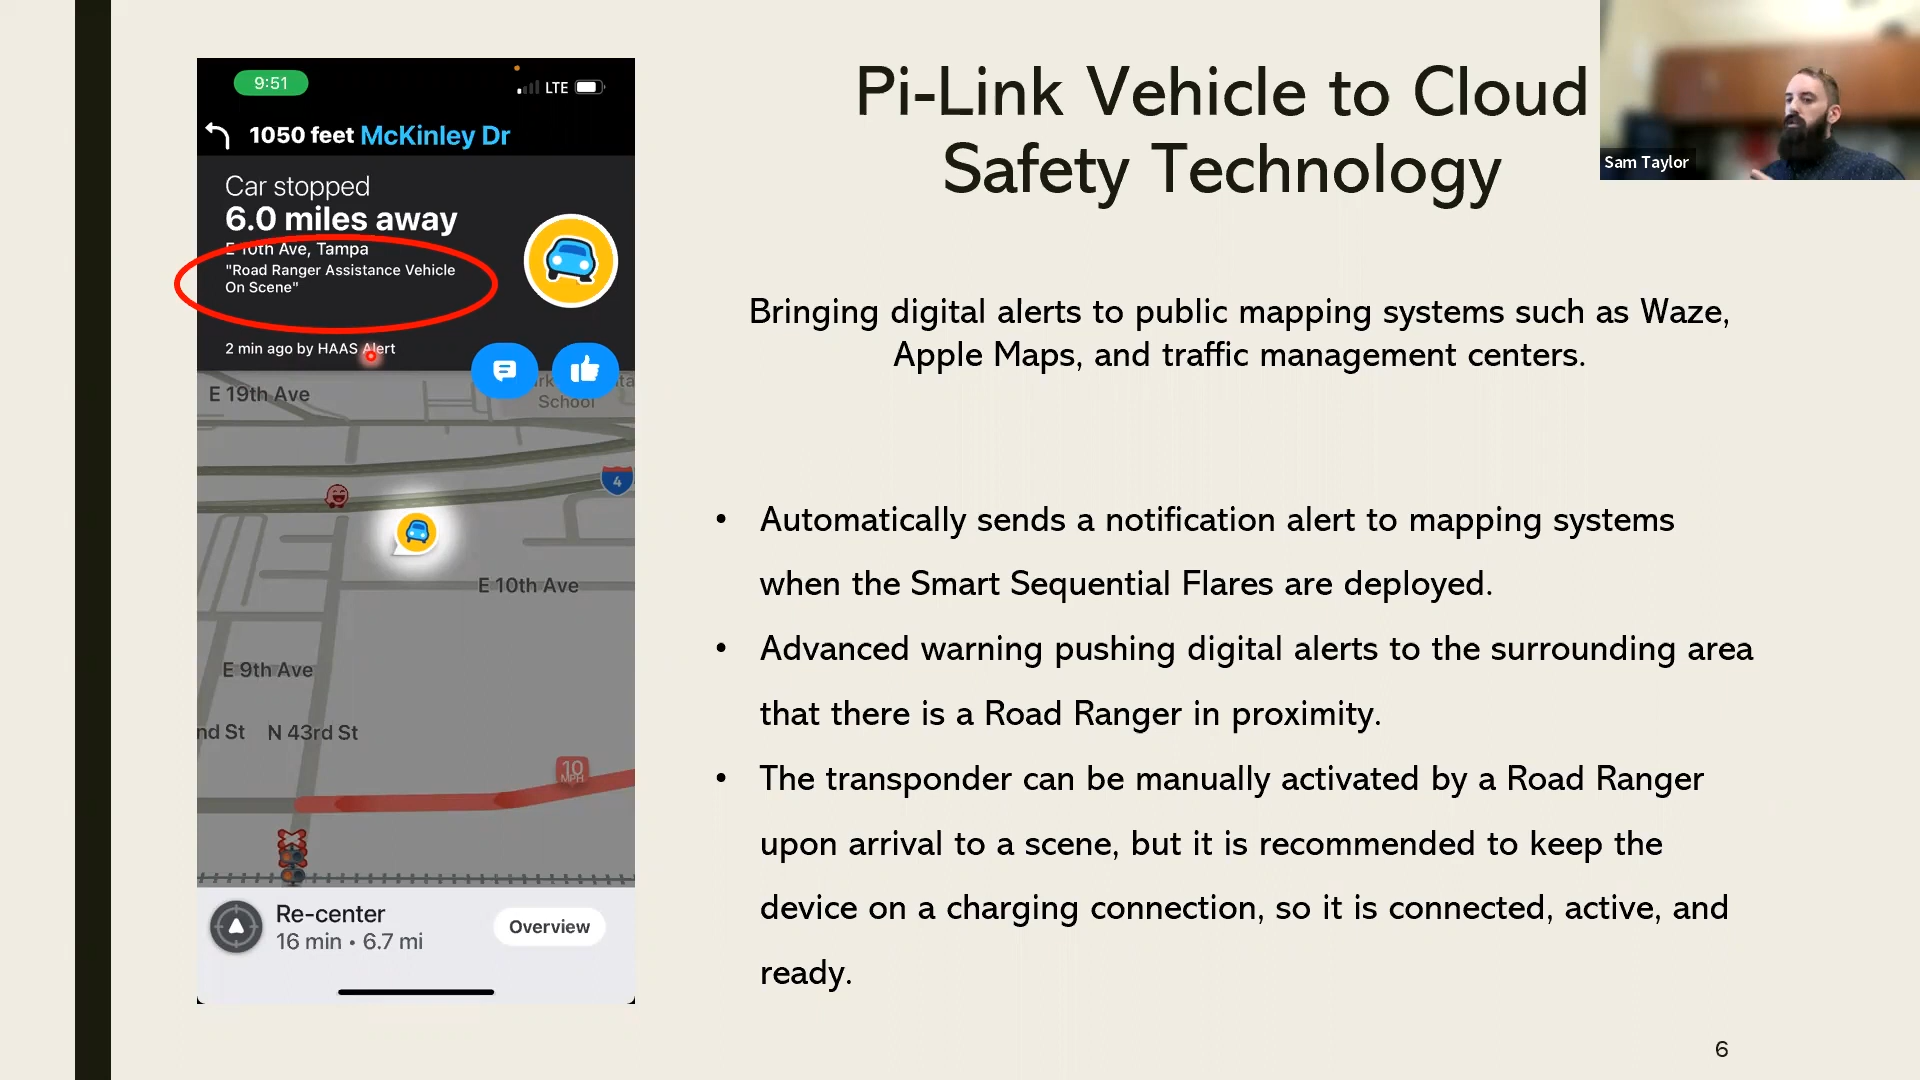 9:51
LTE
1050 feet McKinley Dr
Car stopped
6.0 miles away
E 10th Ave, Tampa
"Road Ranger Assistance Vehicle
On Scene"
2 min ago by HAAS Alert
E 19th Ave
School
4
E 10th Ave
E 9th Ave
nd St N 43rd St
10
MPH
Re-center
16 min • 6.7 mi
Overview
Pi-Link Vehicle to Cloud
Safety Technology
Sam Taylor
Bringing digital alerts to public mapping systems such as Waze,
Apple Maps, and traffic management centers.
• Automatically sends a notification alert to mapping systems
when the Smart Sequential Flares are deployed.
• Advanced warning pushing digital alerts to the surrounding area
that there is a Road Ranger in proximity.
• The transponder can be manually activated by a Road Ranger
upon arrival to a scene, but it is recommended to keep the
device on a charging connection, so it is connected, active, and
ready.
6